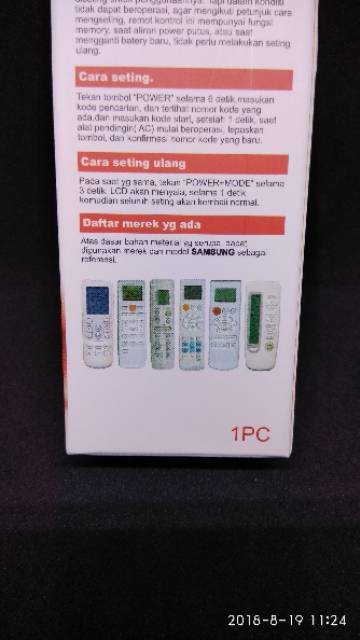 tidak dapat beroperasi, agar mengikuti petunjuk cara
mengseting, remot kontrol ini mempunyai fungsi
memory, saat aliran power putus, atau saat
mengganti batery baru, tidak perlu melakukan seting
ulang.
Cara seting.
Tekan tombol "POWER" selama 6 detik,masukan
kode pencarian, dan terlihat nomor kode yang
ada,dan masukan kode start, setelah 1 detik, saat
alat pendingin( AC) mulai beroperasi, lepaskan
tombol, dan konfirmasi nomor kode yang baru.
Cara seting ulang
Pada saat yg sama, tekan "POWER+MODE" selama
3 detik. LCD akan menyala, selama 1 detik
komudian seluruh seting akan kembali normal.
Daftar merek yg ada
Atas dasar bahan material yg serupa, dapat
digunakan merek dan model SAMSUNG sebagai
referensi.
1PC
2018-8-19 11:24